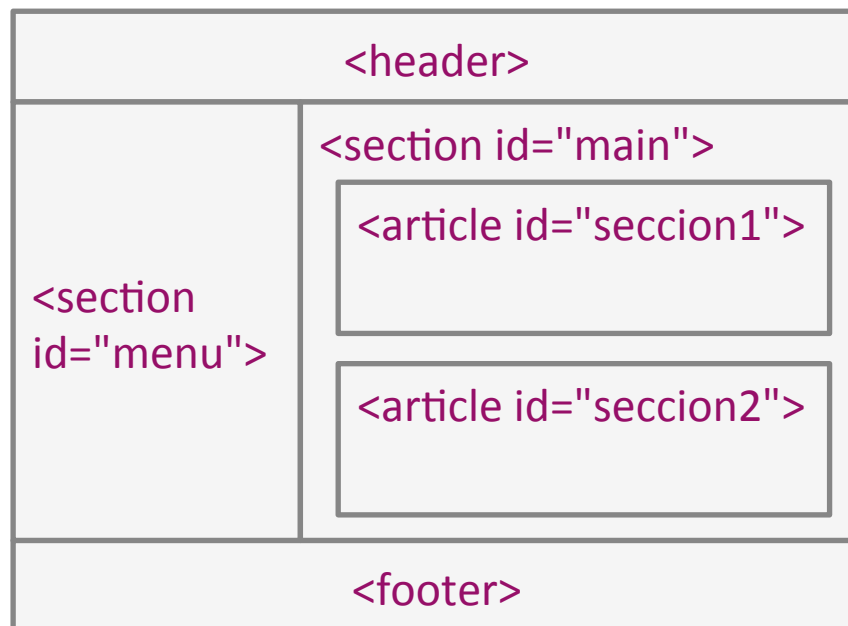 <header>
<section id="main">
<article id="seccion1">
<section
id="menu">
<article id="seccion2">
<footer>